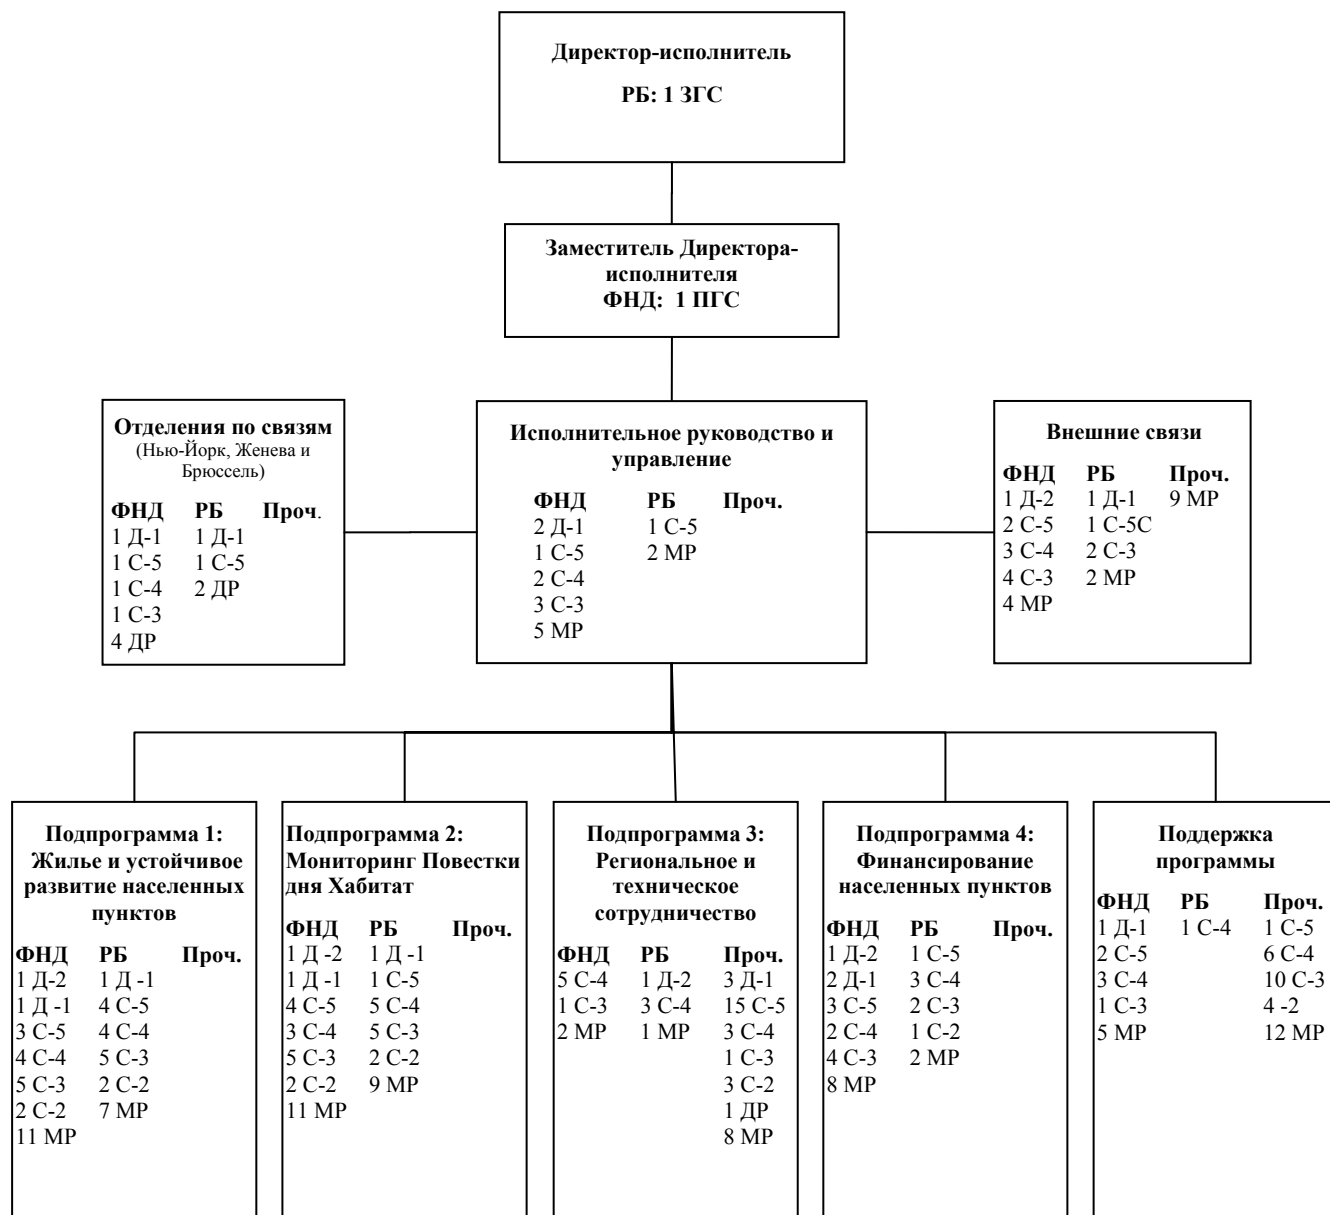 Директор-исполнитель
РБ: 1 ЗГС
Заместитель Директора-
исполнителя
ФНД: 1 ПГС
Отделения по связям
(Нью-Йорк, Женева и
Брюссель)
ФНД РБ Проч.
1 Д-1 1 Д-1
1 С-5 1 С-5
1 С-4 2 ДР
1 С-3
4 ДР
Исполнительное руководство и
управление
ФНД РБ Проч.
2 Д-1 1 С-5
1 С-5 2 МР
2 С-4
3 С-3
5 МР
Внешние связи
ФНД РБ Проч.
1 Д-2 1 Д-1 9 МР
2 С-5 1 С-5С
3 С-4 2 С-3
4 С-3 2 МР
4 МР
Подпрограмма 1:
Жилье и устойчивое
развитие населенных
пунктов
ФНД РБ Проч.
1 Д-2 1 Д -1
1 Д -1 4 С-5
3 С-5 4 С-4
4 С-4 5 С-3
5 С-3 2 С-2
2 С-2 7 МР
11 МР
Подпрограмма 2:
Мониторинг Повестки
дня Хабитат
ФНД РБ Проч.
1 Д -2 1 Д -1
1 Д -1 1 С-5
4 С-5 5 С-4
3 С-4 5 С-3
5 С-3 2 С-2
2 С-2 9 МР
11 МР
Подпрограмма 3:
Региональное и
техническое
сотрудничество
ФНД РБ Проч.
5 С-4 1 Д-2 3 Д-1
1 С-3 3 С-4 15 С-5
2 МР 1 МР 3 С-4
1 С-3
3 С-2
1 ДР
8 МР
Подпрограмма 4:
Финансирование
населенных пунктов
ФНД РБ
1 Д-2 1 С-5
2 Д-1 3 С-4
3 С-5 2 С-3
2 С-4 1 С-2
4 С-3 2 МР
8 МР
Поддержка
программы
ФНД РБ Проч.
1 Д-1 1 С-4 1 С-5
2 С-5 6 С-4
3 С-4 10 С-3
1 С-3 4 -2
5 МР 12 МР